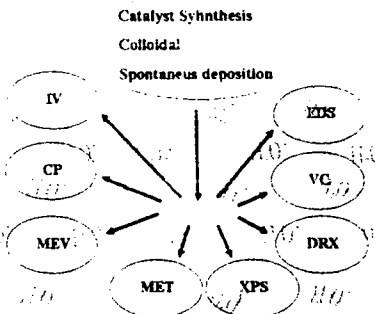 Catalyst Syhnthesis
Colloidal
Spontaneus deposition
IV
EDS
CP
VC
MEV
DRX
MET
XPS